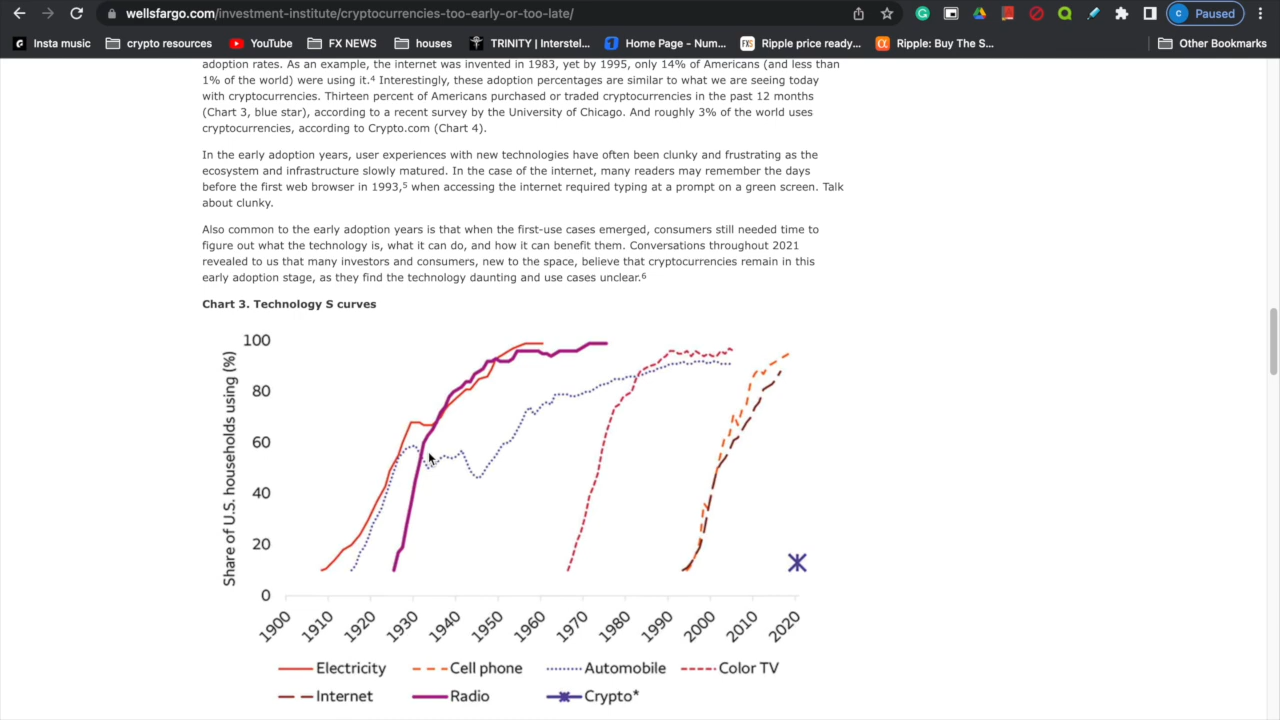 wellsfargo.com/investment-institute/cryptocurrencies-too-early-or-too-late/
C Paused
Insta music crypto resources YouTube FX NEWS houses TRINITY | Interstel... Home Page - Num... FXS Ripple price ready... α Ripple: Buy The S... Other Bookmarks
adoption rates. As an example, the internet was invented in 1983, yet by 1995, only 14% of Americans (and less than
1% of the world) were using it.⁴ Interestingly, these adoption percentages are similar to what we are seeing today
with cryptocurrencies. Thirteen percent of Americans purchased or traded cryptocurrencies in the past 12 months
(Chart 3, blue star), according to a recent survey by the University of Chicago. And roughly 3% of the world uses
cryptocurrencies, according to Crypto.com (Chart 4).
In the early adoption years, user experiences with new technologies have often been clunky and frustrating as the
ecosystem and infrastructure slowly matured. In the case of the internet, many readers may remember the days
before the first web browser in 1993,⁵ when accessing the internet required typing at a prompt on a green screen. Talk
about clunky.
Also common to the early adoption years is that when the first-use cases emerged, consumers still needed time to
figure out what the technology is, what it can do, and how it can benefit them. Conversations throughout 2021
revealed to us that many investors and consumers, new to the space, believe that cryptocurrencies remain in this
early adoption stage, as they find the technology daunting and use cases unclear.⁶
Chart 3. Technology S curves
Share of U.S. households using (%)
100
80
60
40
20
0
1900 1910 1920 1930 1940 1950 1960 1970 1980 1990 2000 2010 2020
Electricity Cell phone Automobile Color TV
Internet Radio Crypto*